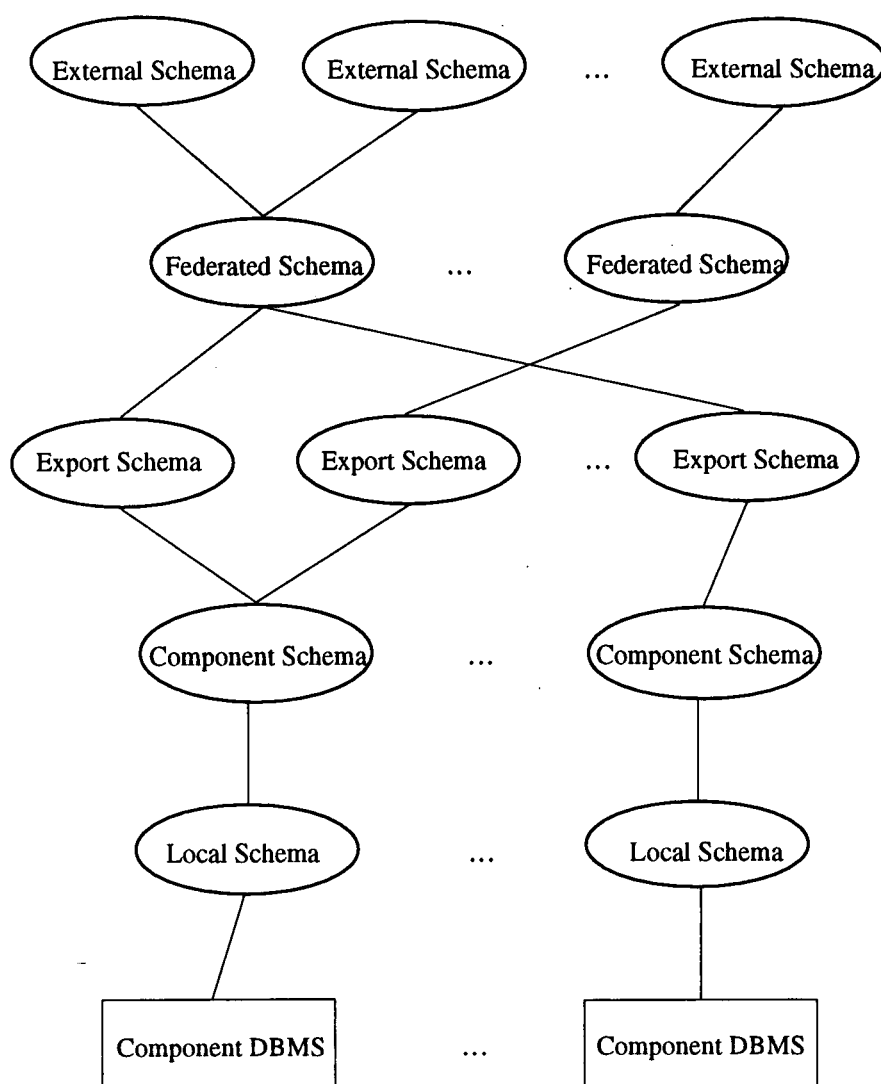 External Schema External Schema ... External Schema
Federated Schema ... Federated Schema
Export Schema Export Schema ... Export Schema
Component Schema ... Component Schema
Local Schema ... Local Schema
Component DBMS ... Component DBMS